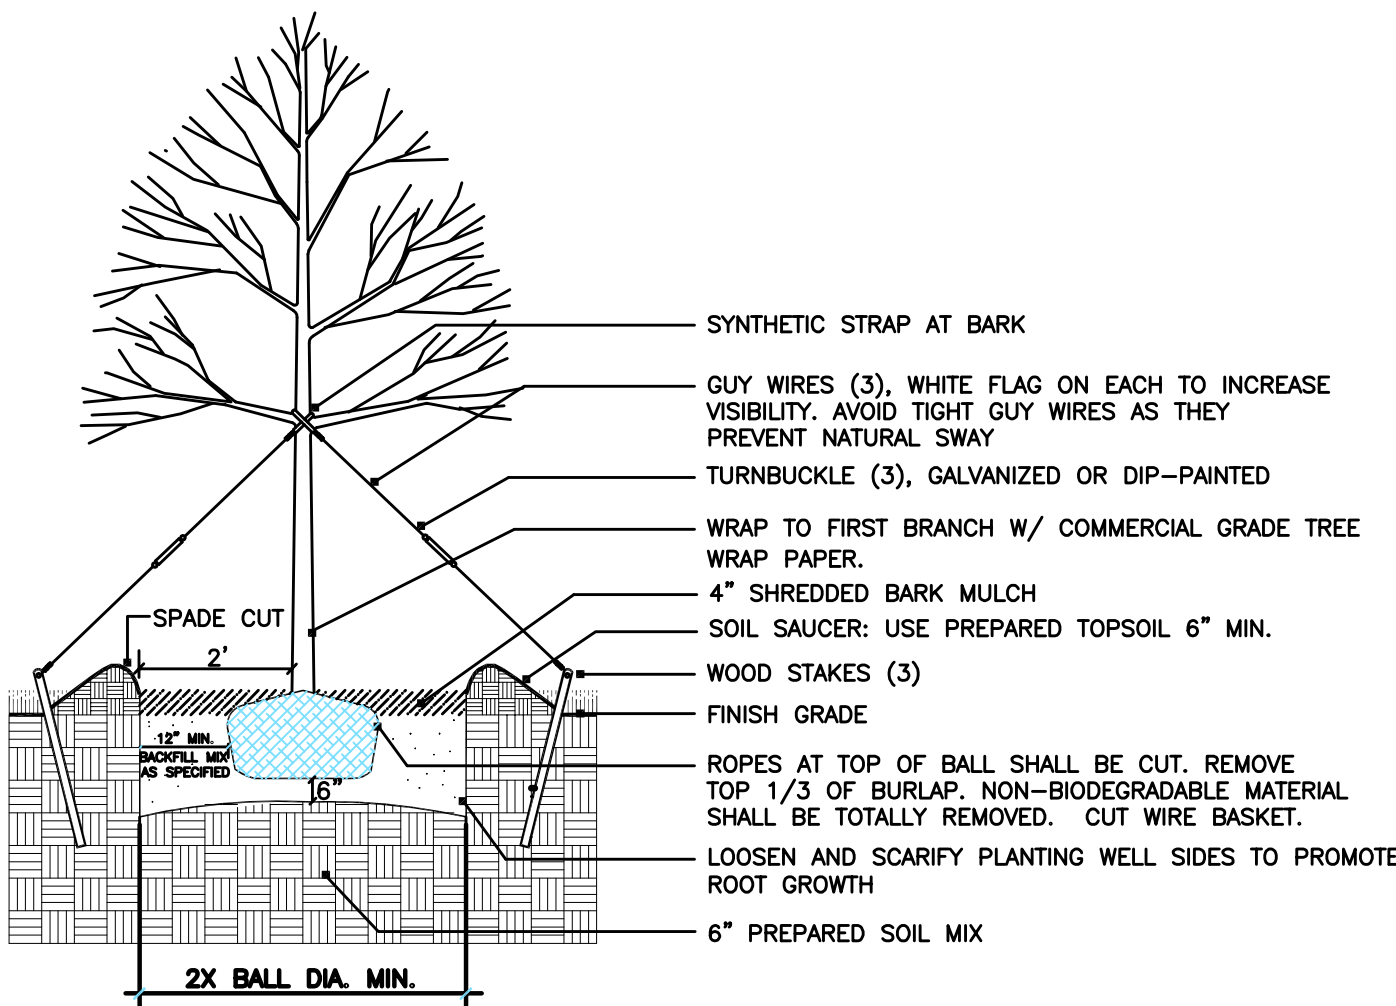 SYNTHETIC STRAP AT BARK
GUY WIRES (3), WHITE FLAG ON EACH TO INCREASE
VISIBILITY. AVOID TIGHT GUY WIRES AS THEY
PREVENT NATURAL SWAY
TURNBUCKLE (3), GALVANIZED OR DIP-PAINTED
WRAP TO FIRST BRANCH W/ COMMERCIAL GRADE TREE
WRAP PAPER.
4" SHREDDED BARK MULCH
SPADE CUT
SOIL SAUCER: USE PREPARED TOPSOIL 6" MIN.
2'
WOOD STAKES (3)
FINISH GRADE
12" MIN.
BACKFILL MIX
AS SPECIFIED
ROPES AT TOP OF BALL SHALL BE CUT. REMOVE
TOP 1/3 OF BURLAP. NON-BIODEGRADABLE MATERIAL
SHALL BE TOTALLY REMOVED. CUT WIRE BASKET.
6"
LOOSEN AND SCARIFY PLANTING WELL SIDES TO PROMOTE
ROOT GROWTH
6" PREPARED SOIL MIX
2X BALL DIA. MIN.